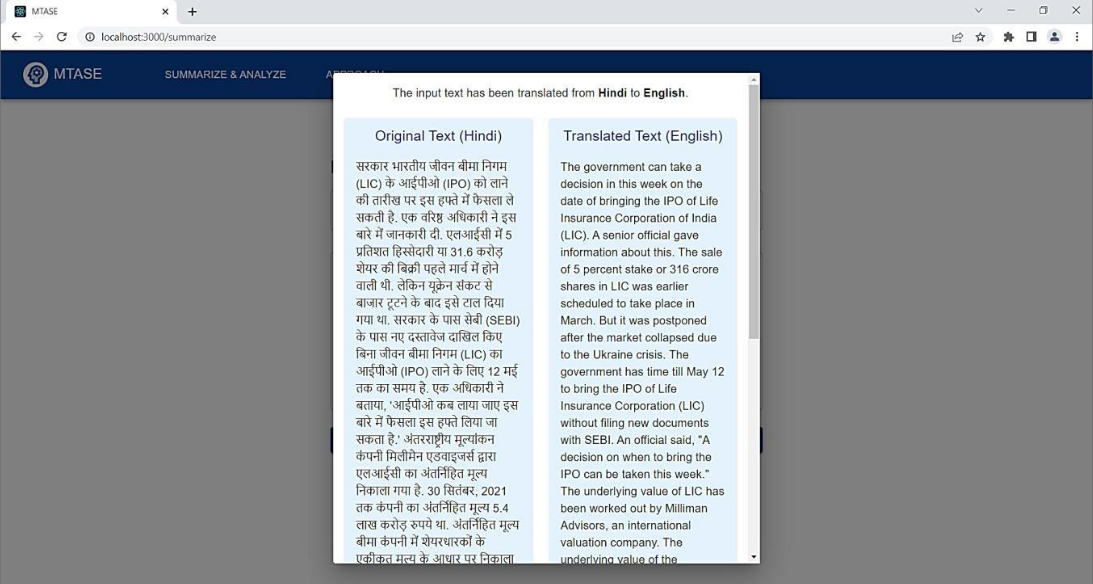 MTASE
localhost:3000/summarize
MTASE
SUMMARIZE & ANALYZE
The input text has been translated from Hindi to English.
Original Text (Hindi)
सरकार भारतीय जीवन बीमा निगम
(LIC) के आईपीओ (IPO) को लाने
की तारीख पर इस हफ्ते में फैसला ले
सकती है. एक वरिष्ठ अधिकारी ने इस
बारे में जानकारी दी. एलआईसी में 5
प्रतिशत हिस्सेदारी या 31.6 करोड़
शेयर की बिक्री पहले मार्च में होने
वाली थी. लेकिन यूक्रेन संकट से
बाजार टूटने के बाद इसे टाल दिया
गया था. सरकार के पास सेबी (SEBI)
के पास नए दस्तावेज दाखिल किए
बिना जीवन बीमा निगम (LIC) का
आईपीओ (IPO) लाने के लिए 12 मई
तक का समय है. एक अधिकारी ने
बताया, 'आईपीओ कब लाया जाए इस
बारे में फैसला इस हफ्ते लिया जा
सकता है.' अंतरराष्ट्रीय मूल्यांकन
कंपनी मिलीमैन एडवाइजर्स द्वारा
एलआईसी का अंतर्निहित मूल्य
निकाला गया है. 30 सितंबर, 2021
तक कंपनी का अंतर्निहित मूल्य 5.4
लाख करोड़ रुपये था. अंतर्निहित मूल्य
बीमा कंपनी में शेयरधारकों के
एकीकृत मूल्य के आधार पर निकाला
Translated Text (English)
The government can take a
decision in this week on the
date of bringing the IPO of Life
Insurance Corporation of India
(LIC). A senior official gave
information about this. The sale
of 5 percent stake or 316 crore
shares in LIC was earlier
scheduled to take place in
March. But it was postponed
after the market collapsed due
to the Ukraine crisis. The
government has time till May 12
to bring the IPO of Life
Insurance Corporation (LIC)
without filing new documents
with SEBI. An official said, "A
decision on when to bring the
IPO can be taken this week."
The underlying value of LIC has
been worked out by Milliman
Advisors, an international
valuation company. The
underlying value of the